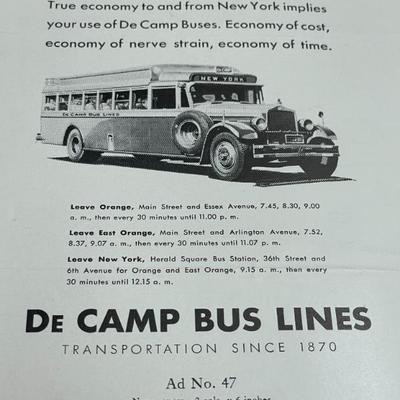 True economy to and from New York implies
your use of De Camp Buses. Economy of cost,
economy of nerve strain, economy of time.
NEW YORK
DE CAMP BUS LINES
Leave Orange, Main Street and Essex Avenue, 7.45, 8.30, 9.00
a. m., then every 30 minutes until 11.00 p. m.
Leave East Orange, Main Street and Arlington Avenue, 7.52,
8.37, 9.07 a. m., then every 30 minutes until 11.07 p. m.
Leave New York, Herald Square Bus Station, 36th Street and
6th Avenue for Orange and East Orange, 9.15 a. m., then every
30 minutes until 12.15 a. m.
DE CAMP BUS LINES
TRANSPORTATION SINCE 1870
Ad No. 47